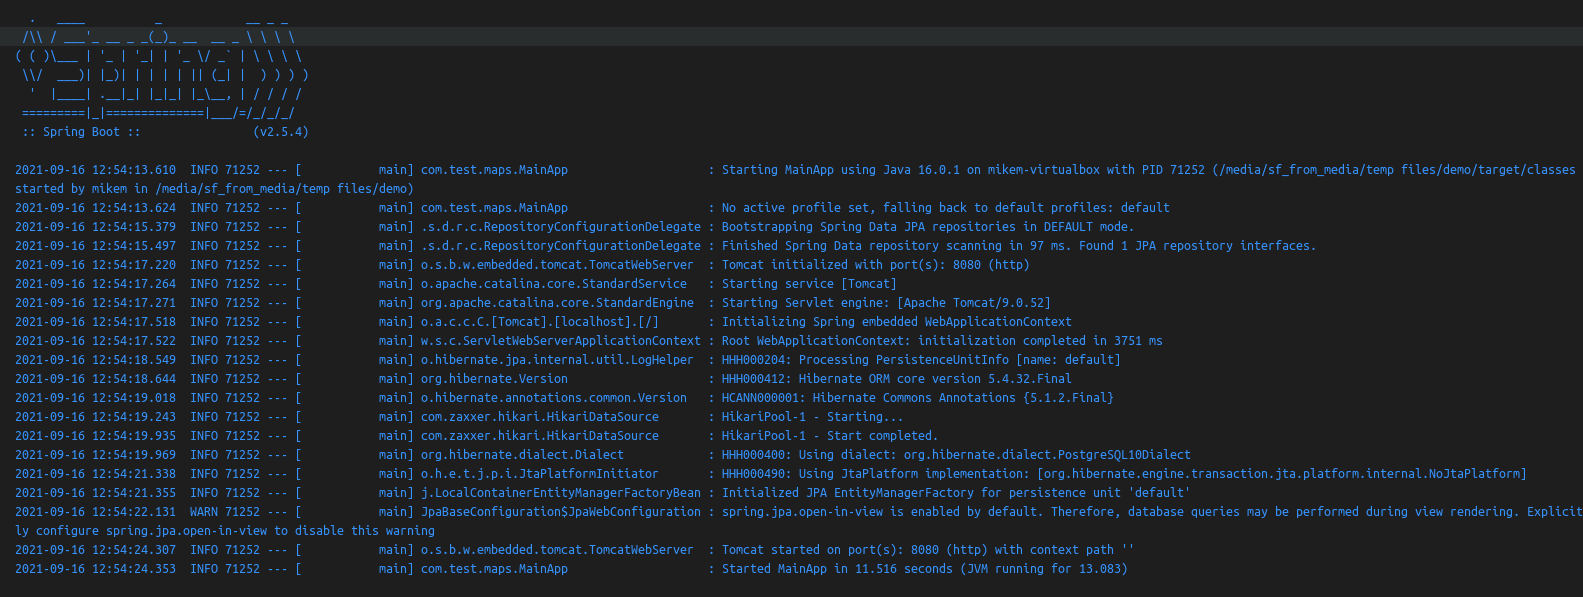 .   ____          _            __ _ _
 /\\ / ___'_ __ _ _(_)_ __  __ _ \ \ \ \
( ( )\___ | '_ | '_| | '_ \/ _` | \ \ \ \
 \\/  ___)| |_)| | | | | || (_| |  ) ) ) )
  '  |____| .__|_| |_|_| |_\__, | / / / /
 =========|_|==============|___/=/_/_/_/
 :: Spring Boot ::                (v2.5.4)

2021-09-16 12:54:13.610  INFO 71252 --- [           main] com.test.maps.MainApp                    : Starting MainApp using Java 16.0.1 on mikem-virtualbox with PID 71252 (/media/sf_from_media/temp files/demo/target/classes
started by mikem in /media/sf_from_media/temp files/demo)
2021-09-16 12:54:13.624  INFO 71252 --- [           main] com.test.maps.MainApp                    : No active profile set, falling back to default profiles: default
2021-09-16 12:54:15.379  INFO 71252 --- [           main] .s.d.r.c.RepositoryConfigurationDelegate : Bootstrapping Spring Data JPA repositories in DEFAULT mode.
2021-09-16 12:54:15.497  INFO 71252 --- [           main] .s.d.r.c.RepositoryConfigurationDelegate : Finished Spring Data repository scanning in 97 ms. Found 1 JPA repository interfaces.
2021-09-16 12:54:17.220  INFO 71252 --- [           main] o.s.b.w.embedded.tomcat.TomcatWebServer  : Tomcat initialized with port(s): 8080 (http)
2021-09-16 12:54:17.264  INFO 71252 --- [           main] o.apache.catalina.core.StandardService   : Starting service [Tomcat]
2021-09-16 12:54:17.271  INFO 71252 --- [           main] org.apache.catalina.core.StandardEngine  : Starting Servlet engine: [Apache Tomcat/9.0.52]
2021-09-16 12:54:17.518  INFO 71252 --- [           main] o.a.c.c.C.[Tomcat].[localhost].[/]       : Initializing Spring embedded WebApplicationContext
2021-09-16 12:54:17.522  INFO 71252 --- [           main] w.s.c.ServletWebServerApplicationContext : Root WebApplicationContext: initialization completed in 3751 ms
2021-09-16 12:54:18.549  INFO 71252 --- [           main] o.hibernate.jpa.internal.util.LogHelper  : HHH000204: Processing PersistenceUnitInfo [name: default]
2021-09-16 12:54:18.644  INFO 71252 --- [           main] org.hibernate.Version                    : HHH000412: Hibernate ORM core version 5.4.32.Final
2021-09-16 12:54:19.018  INFO 71252 --- [           main] o.hibernate.annotations.common.Version   : HCANN000001: Hibernate Commons Annotations {5.1.2.Final}
2021-09-16 12:54:19.243  INFO 71252 --- [           main] com.zaxxer.hikari.HikariDataSource       : HikariPool-1 - Starting...
2021-09-16 12:54:19.935  INFO 71252 --- [           main] com.zaxxer.hikari.HikariDataSource       : HikariPool-1 - Start completed.
2021-09-16 12:54:19.969  INFO 71252 --- [           main] org.hibernate.dialect.Dialect            : HHH000400: Using dialect: org.hibernate.dialect.PostgreSQL10Dialect
2021-09-16 12:54:21.338  INFO 71252 --- [           main] o.h.e.t.j.p.i.JtaPlatformInitiator       : HHH000490: Using JtaPlatform implementation: [org.hibernate.engine.transaction.jta.platform.internal.NoJtaPlatform]
2021-09-16 12:54:21.355  INFO 71252 --- [           main] j.LocalContainerEntityManagerFactoryBean : Initialized JPA EntityManagerFactory for persistence unit 'default'
2021-09-16 12:54:22.131  WARN 71252 --- [           main] JpaBaseConfiguration$JpaWebConfiguration : spring.jpa.open-in-view is enabled by default. Therefore, database queries may be performed during view rendering. Explicit
ly configure spring.jpa.open-in-view to disable this warning
2021-09-16 12:54:24.307  INFO 71252 --- [           main] o.s.b.w.embedded.tomcat.TomcatWebServer  : Tomcat started on port(s): 8080 (http) with context path ''
2021-09-16 12:54:24.353  INFO 71252 --- [           main] com.test.maps.MainApp                    : Started MainApp in 11.516 seconds (JVM running for 13.083)